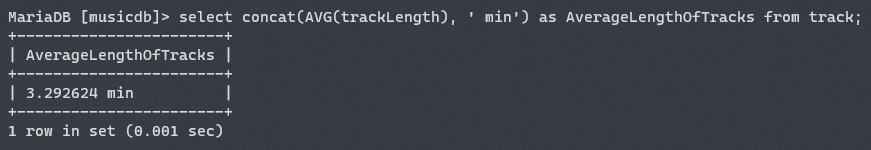 MariaDB [musicdb]> select concat(AVG(trackLength), ' min') as AverageLengthOfTracks from track;
+-----------------------+
| AverageLengthOfTracks |
+-----------------------+
| 3.292624 min          |
+-----------------------+
1 row in set (0.001 sec)